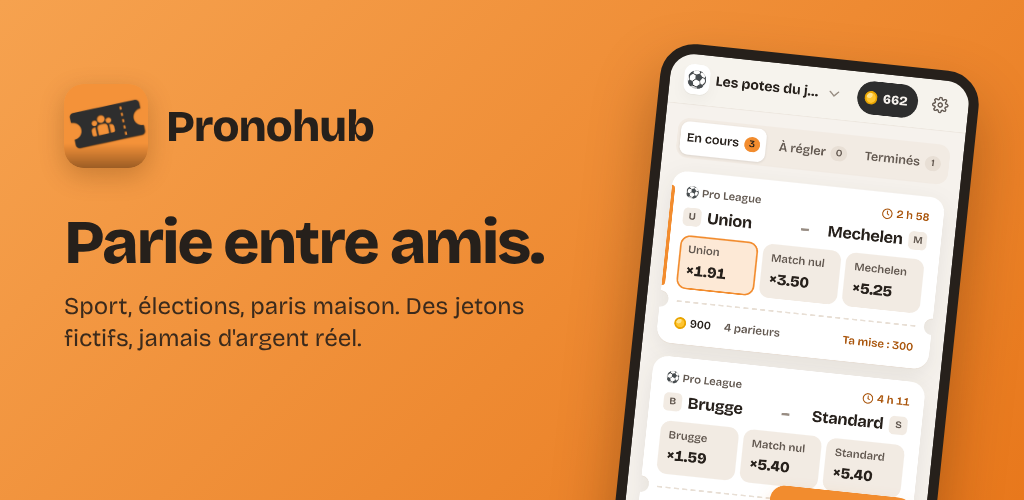 Pronohub
Parie entre amis.
Sport, élections, paris maison. Des jetons
fictifs, jamais d'argent réel.
Les potes du j...
662
En cours 3
À régler 0
Terminés 1
Pro League
2 h 58
U Union - Mechelen M
Union
×1.91
Match nul
×3.50
Mechelen
×5.25
900 4 parieurs
Ta mise : 300
Pro League
4 h 11
B Brugge - Standard S
Brugge
×1.59
Match nul
×5.40
Standard
×5.40